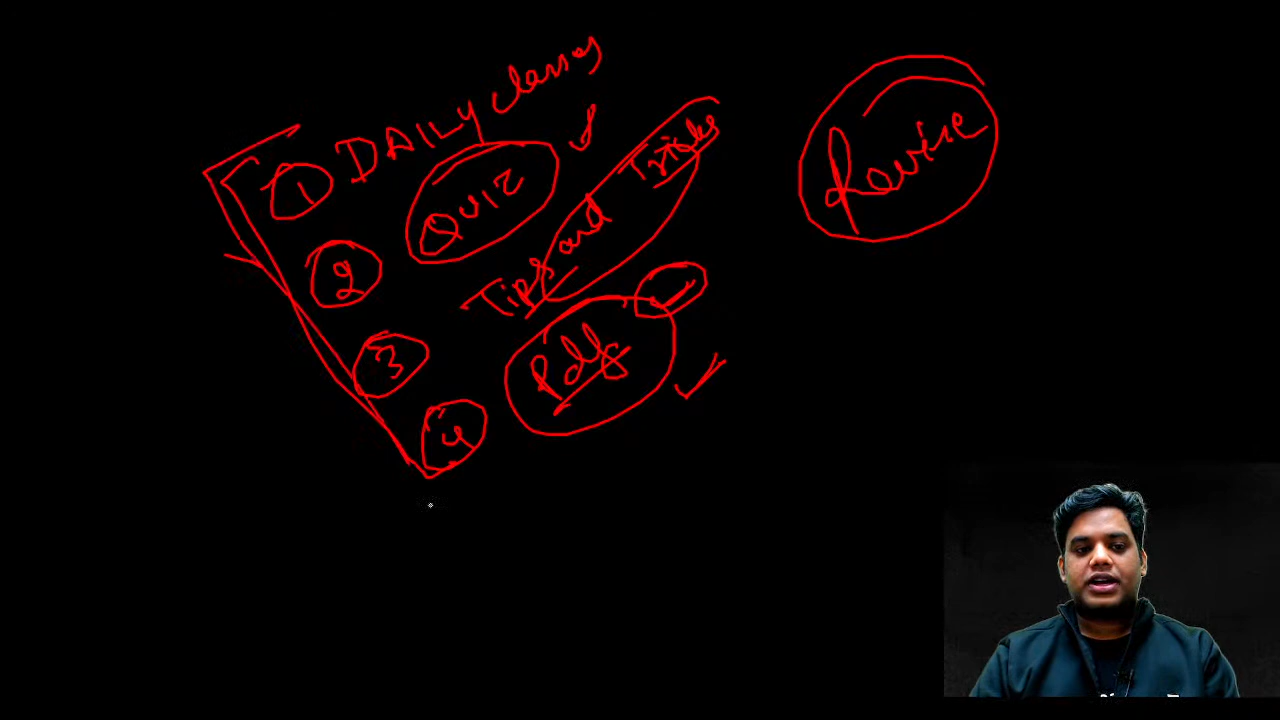 1 DAILY classes
2 QUIZ
3 Tips and Tricks
4 Pdfs
Revise